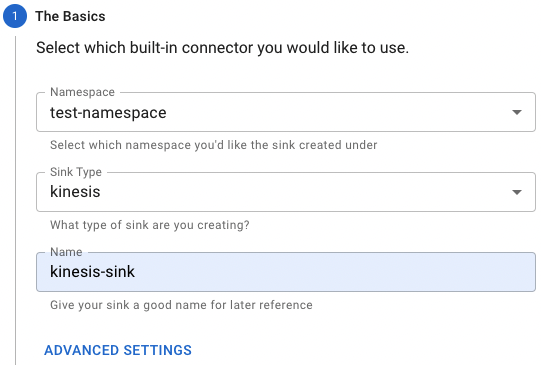 1 The Basics
Select which built-in connector you would like to use.
Namespace
test-namespace
Select which namespace you'd like the sink created under
Sink Type
kinesis
What type of sink are you creating?
Name
kinesis-sink
Give your sink a good name for later reference
ADVANCED SETTINGS